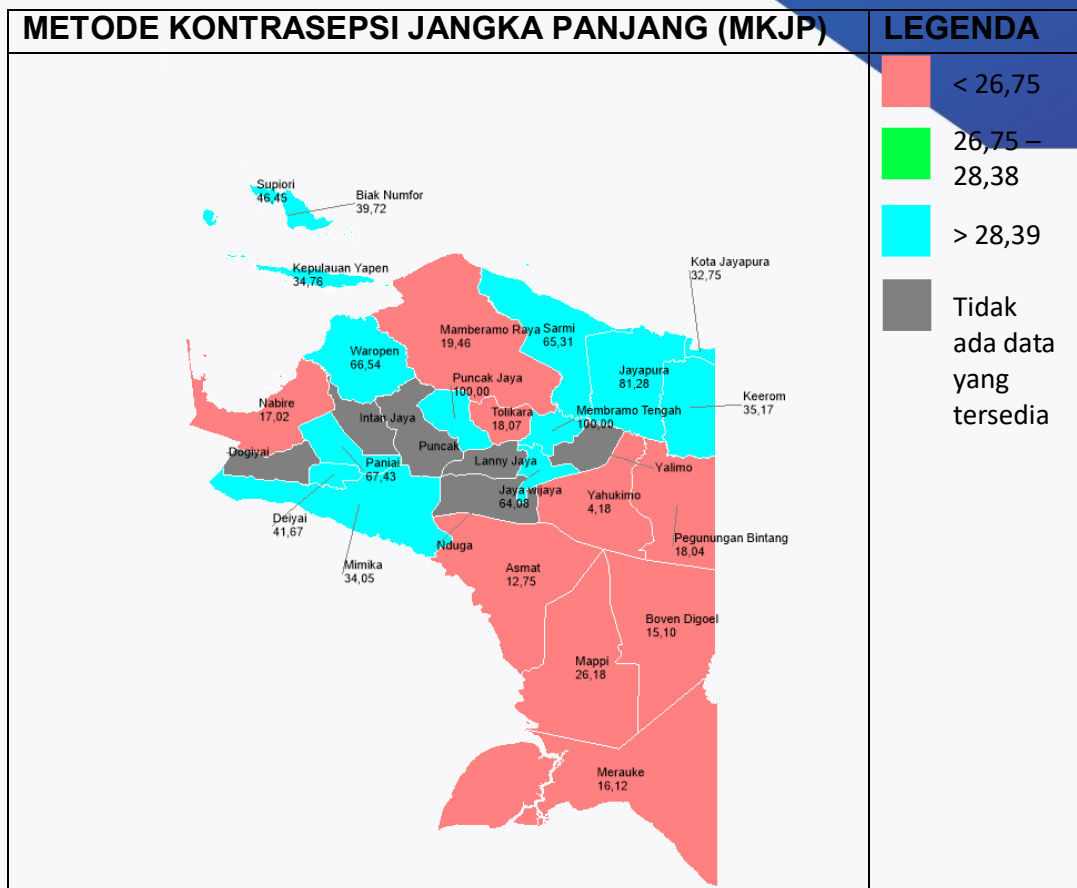 METODE KONTRASEPSI JANGKA PANJANG (MKJP)
LEGENDA
< 26,75
26,75 –
28,38
> 28,39
Tidak
ada data
yang
tersedia
Supiori
46,45
Biak Numfor
39,72
Kepulauan Yapen
34,76
Kota Jayapura
32,75
Mamberamo Raya
19,46
Sarmi
65,31
Waropen
66,54
Puncak Jaya
100,00
Jayapura
81,28
Keerom
35,17
Nabire
17,02
Intan Jaya
Tolikara
18,07
Membramo Tengah
100,00
Dogiyai
Puncak
Paniai
67,43
Lanny Jaya
Yalimo
Jaya wijaya
64,08
Yahukimo
4,18
Deiyai
41,67
Nduga
Pegunungan Bintang
18,04
Mimika
34,05
Asmat
12,75
Boven Digoel
15,10
Mappi
26,18
Merauke
16,12